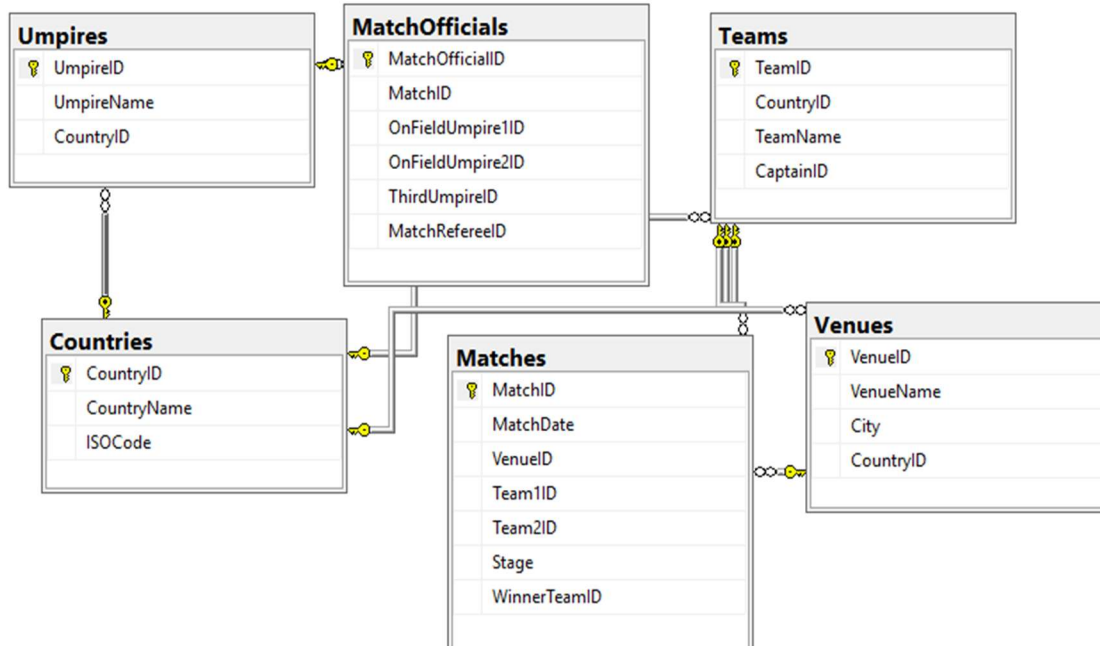 Umpires
UmpireID
UmpireName
CountryID
MatchOfficials
MatchOfficialID
MatchID
OnFieldUmpire1ID
OnFieldUmpire2ID
ThirdUmpireID
MatchRefereeID
Teams
TeamID
CountryID
TeamName
CaptainID
Countries
CountryID
CountryName
ISOCode
Matches
MatchID
MatchDate
VenueID
Team1ID
Team2ID
Stage
WinnerTeamID
Venues
VenueID
VenueName
City
CountryID